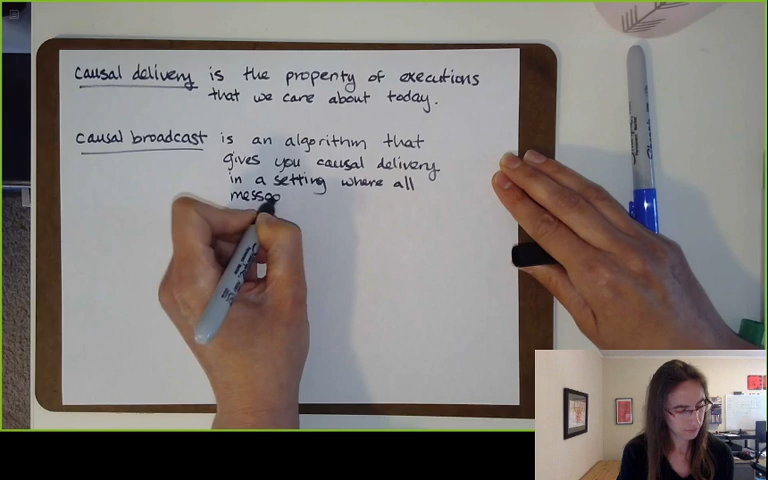 causal delivery is the property of executions
that we care about today.
causal broadcast is an algorithm that
gives you causal delivery
in a setting where all